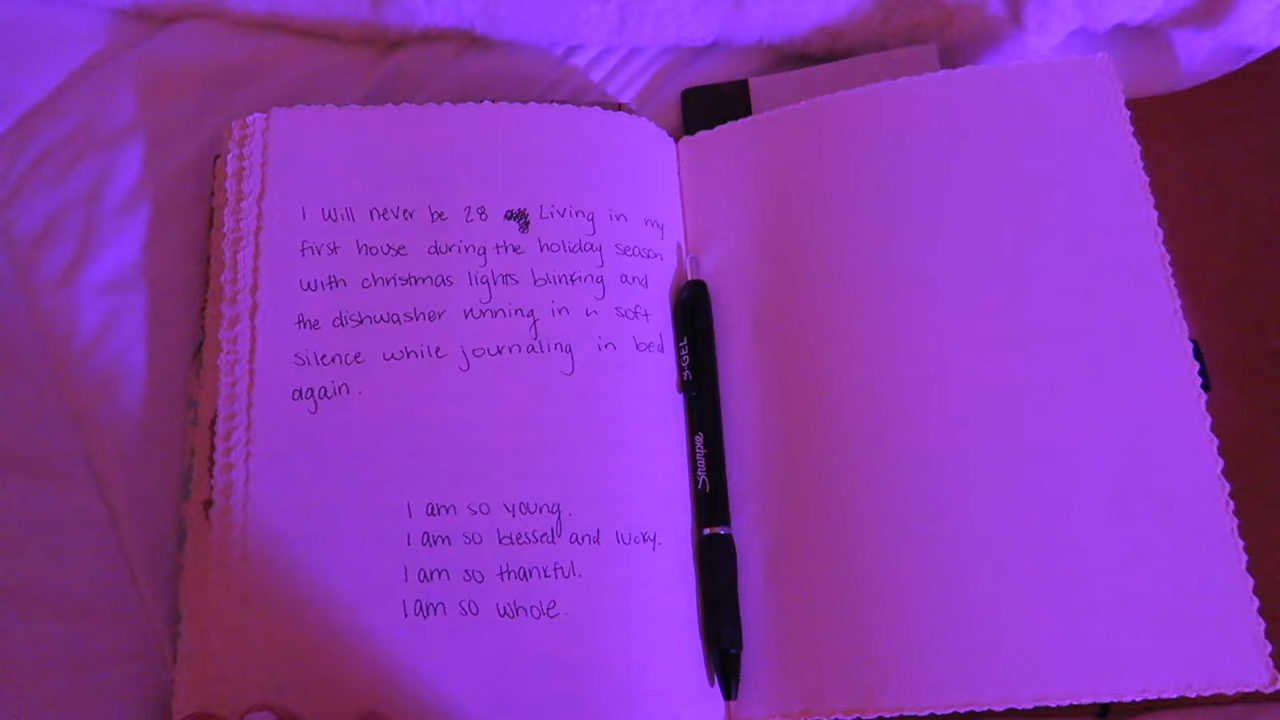 I will never be 28 Living in my
first house during the holiday season
with christmas lights blinking and
the dishwasher running in a soft
silence while journaling in bed
again.
I am so young.
I am so blessed and lucky.
I am so thankful.
I am so whole.
S·GEL
Sharpie